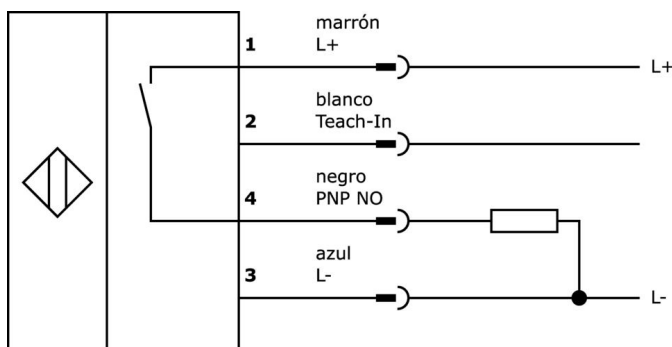 marrón
1 L+
L+
blanco
2 Teach-In
negro
4 PNP NO
azul
3 L-
L-